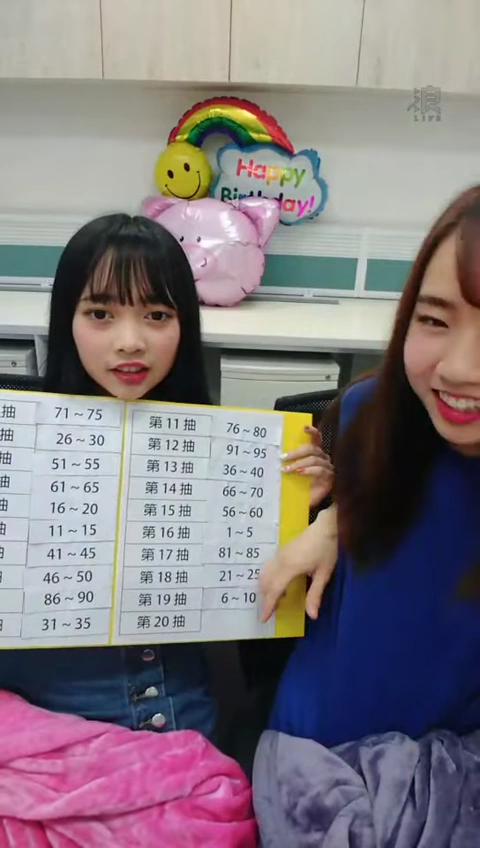 浪
LIVE
Happy
Birthday!
抽 71~75
抽 26~30
抽 51~55
抽 61~65
抽 16~20
抽 11~15
抽 41~45
抽 46~50
86~90
31~35
第11抽 76~80
第12抽 91~95
第13抽 36~40
第14抽 66~70
第15抽 56~60
第16抽 1~5
第17抽 81~85
第18抽 21~25
第19抽 6~10
第20抽